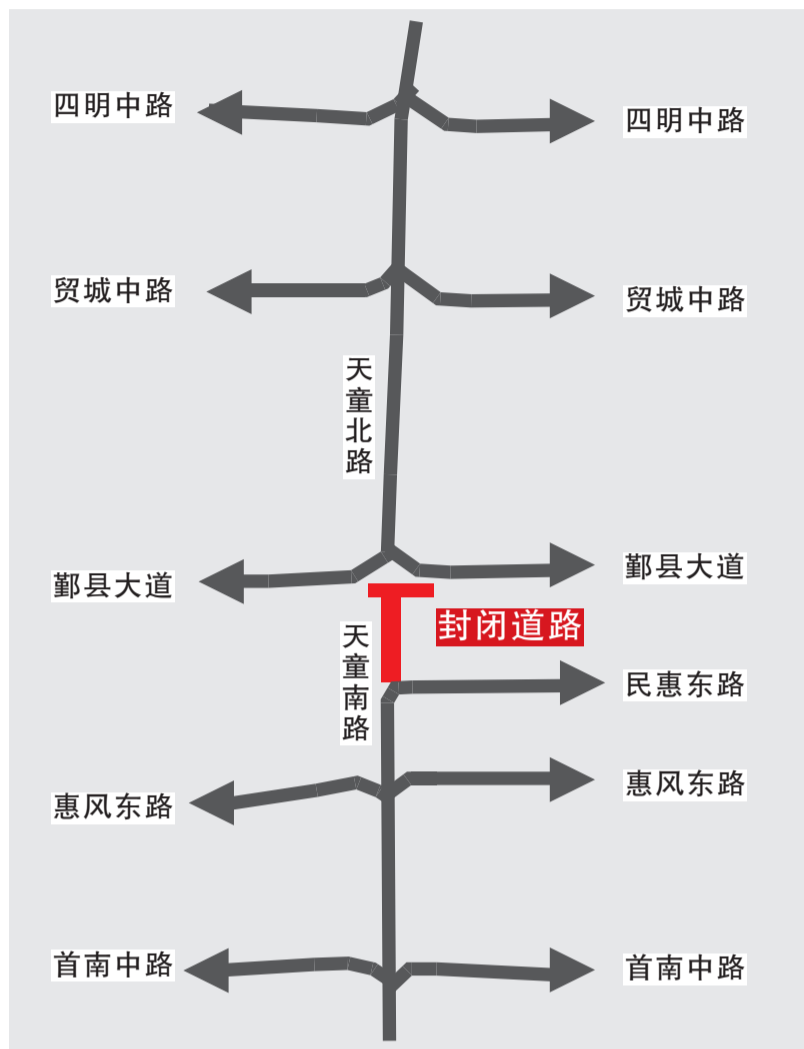 四明中路
四明中路
贸城中路
贸城中路
天童北路
鄞县大道
鄞县大道
封闭道路
天童南路
民惠东路
惠风东路
惠风东路
首南中路
首南中路